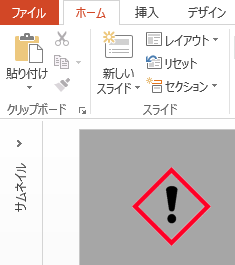 ファイル ホーム 挿入 デザイン
貼り付け
新しい
スライド
レイアウト
リセット
セクション
クリップボード スライド
サムネイル
!